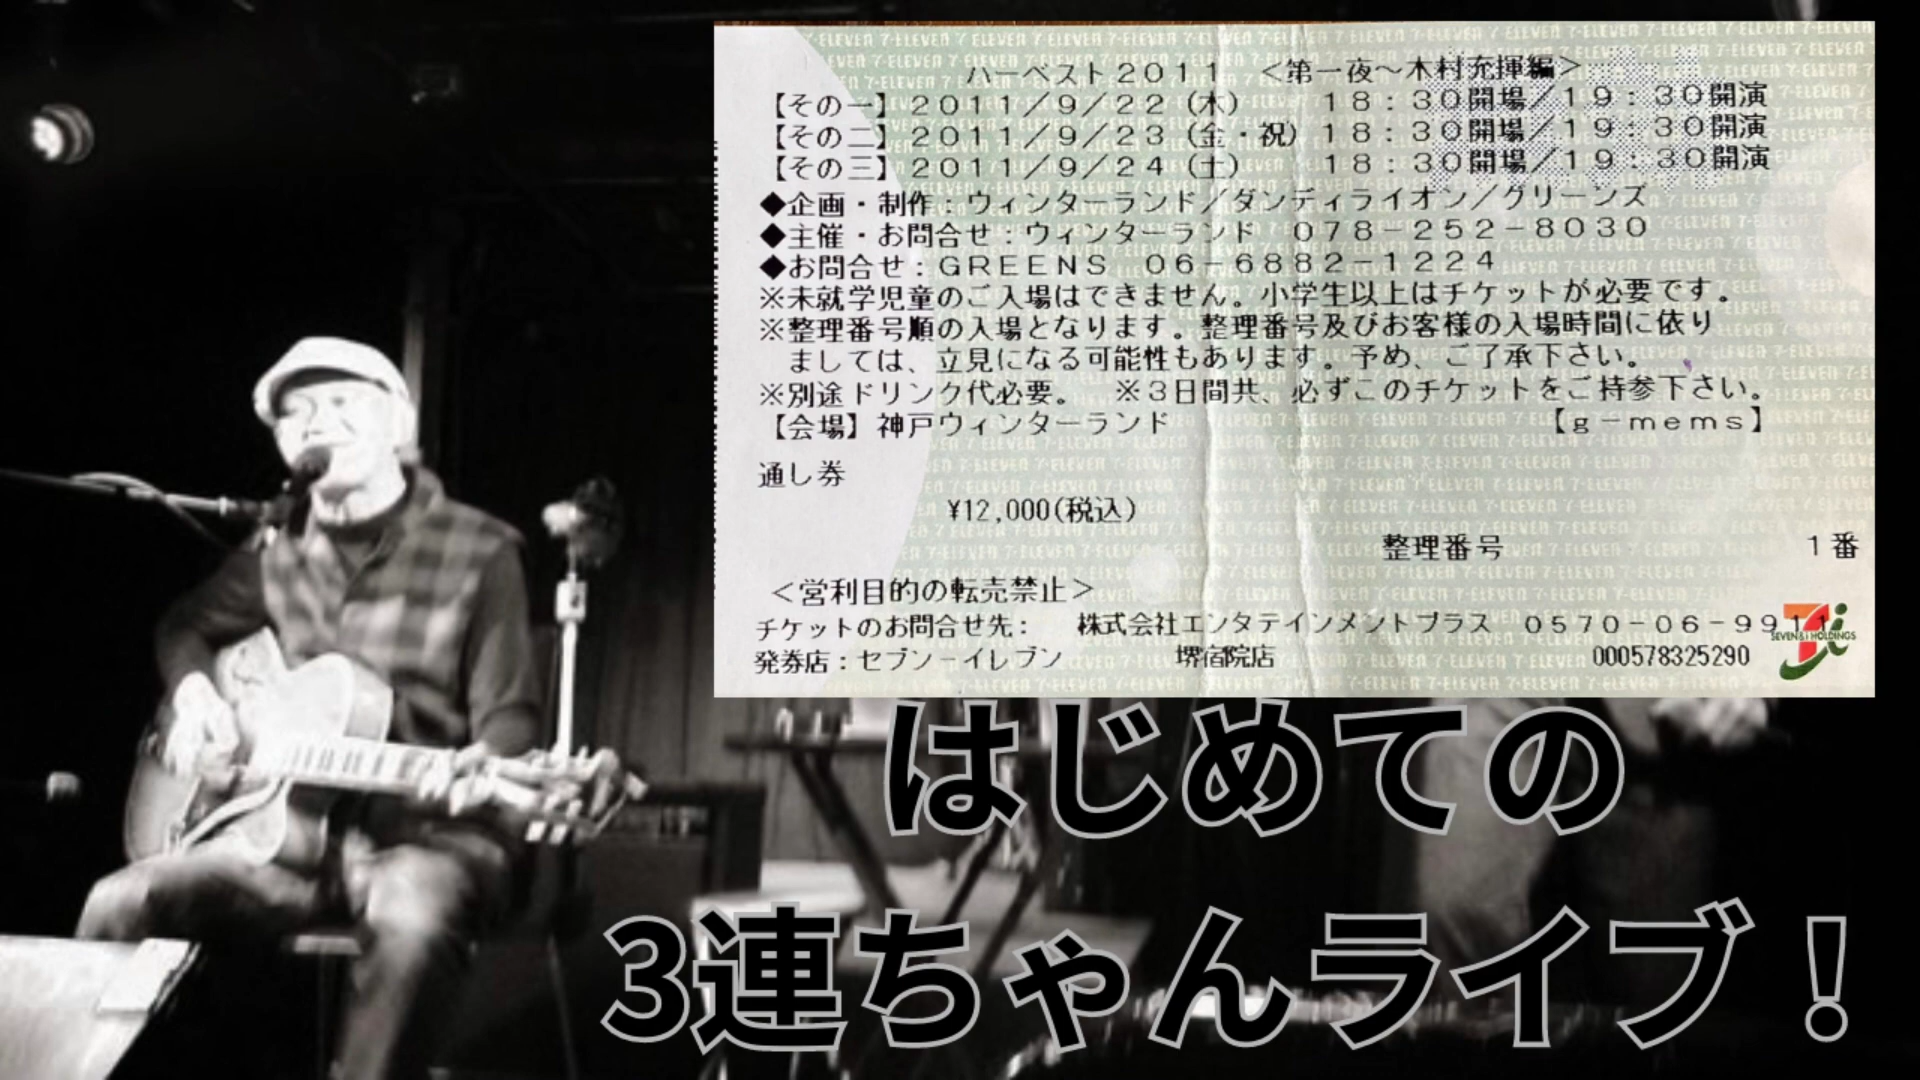 ハーベスト2011 <第一夜～木村充揮編>
【その一】2011/9/22(木) 18:30開場/19:30開演
【その二】2011/9/23(金・祝) 18:30開場/19:30開演
【その三】2011/9/24(土) 18:30開場/19:30開演
◆企画・制作:ウィンターランド/ダンディライオン/グリーンズ
◆主催・お問合せ:ウィンターランド 078-252-8030
◆お問合せ:GREENS 06-6882-1224
※未就学児童のご入場はできません。小学生以上はチケットが必要です。
※整理番号順の入場となります。整理番号及びお客様の入場時間に依り
ましては、立見になる可能性もあります。予め、ご了承下さい。
※別途ドリンク代必要。 ※3日間共、必ずこのチケットをご持参下さい。
【会場】神戸ウィンターランド 【g-mems】
通し券
¥12,000(税込)
整理番号 1番
<営利目的の転売禁止>
チケットのお問合せ先: 株式会社エンタテインメントプラス 0570-06-9911
発券店:セブン-イレブン 堺宿院店 000578325290
SEVEN&i HOLDINGS
はじめての
3連ちゃんライブ!